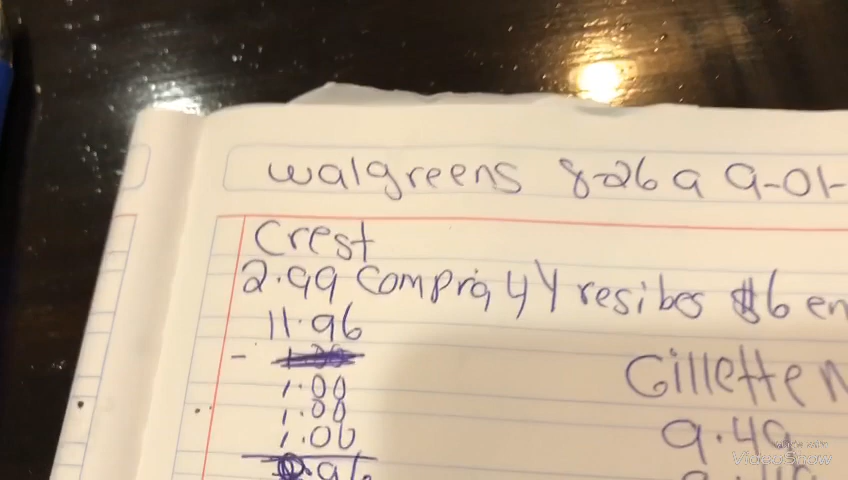 walgreens 8-26 a 9-01-
Crest
2.99 compra 4 y resibes $6 en
11.96
-
1.00
Gillette
1.00
1.00
9.49
.96
VideoShow